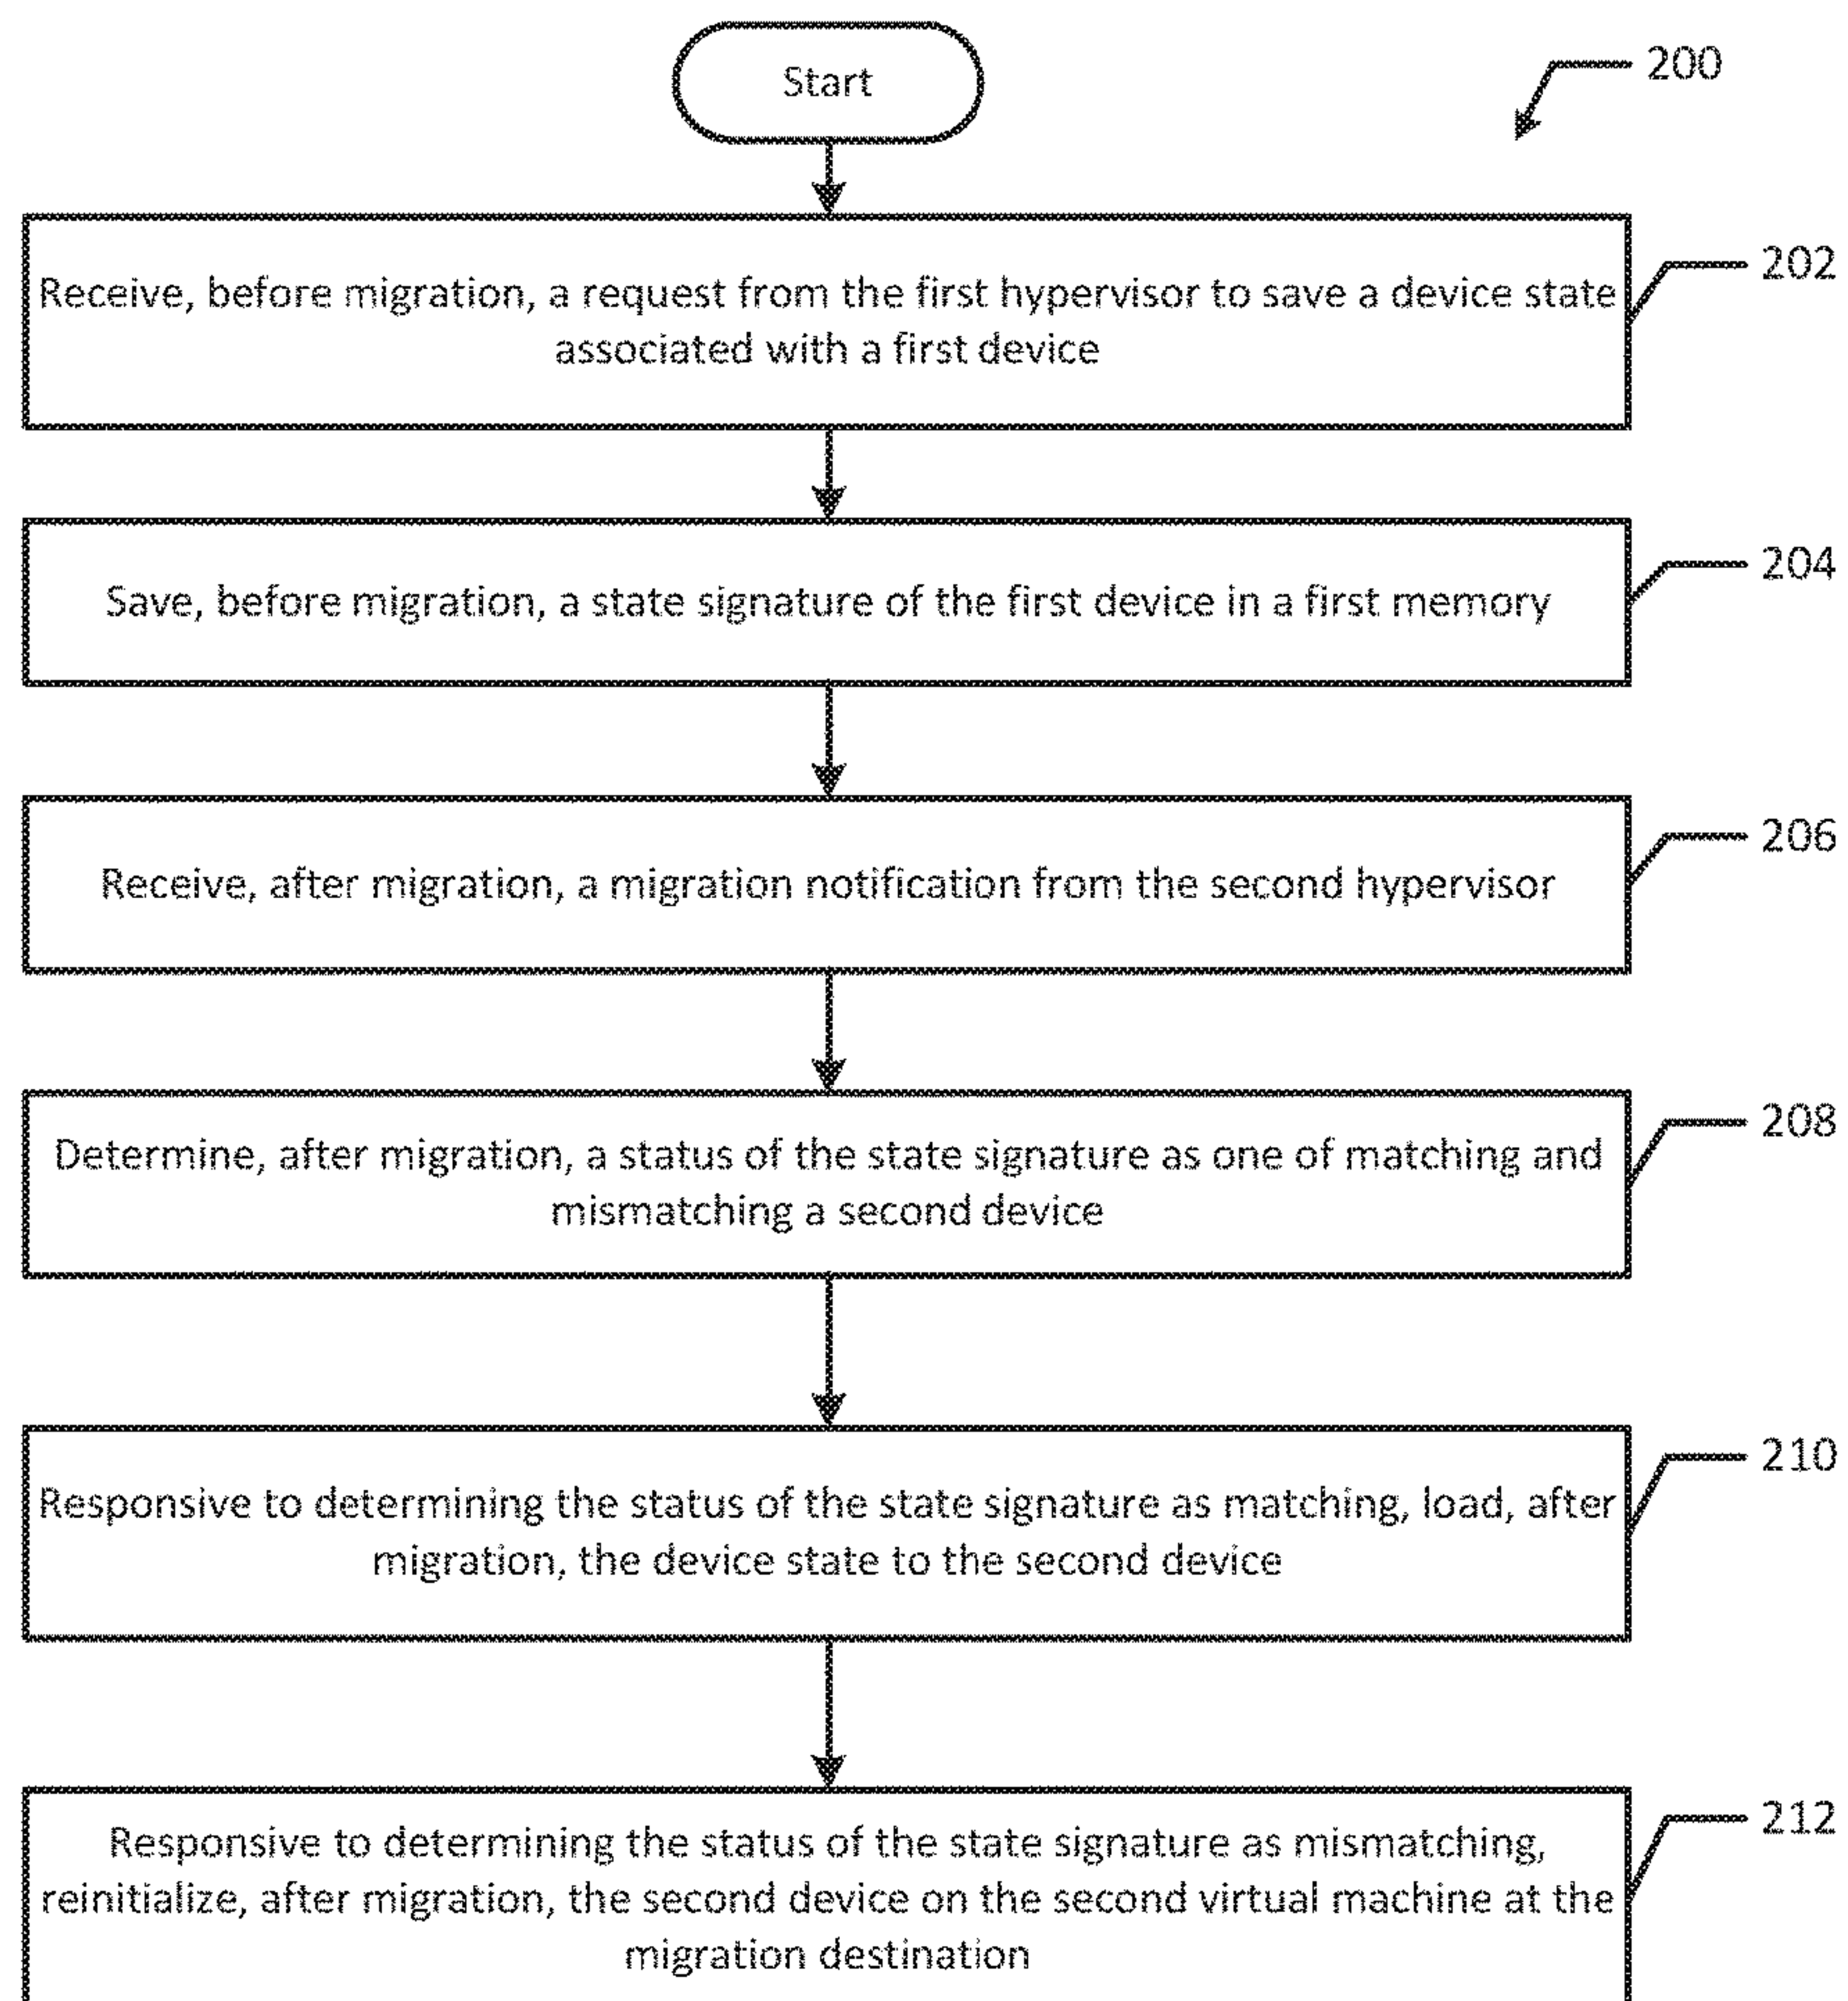 Start
200
Receive, before migration, a request from the first hypervisor to save a device state
associated with a first device
202
Save, before migration, a state signature of the first device in a first memory
204
Receive, after migration, a migration notification from the second hypervisor
206
Determine, after migration, a status of the state signature as one of matching and
mismatching a second device
208
Responsive to determining the status of the state signature as matching, load, after
migration, the device state to the second device
210
Responsive to determining the status of the state signature as mismatching,
reinitialize, after migration, the second device on the second virtual machine at the
migration destination
212